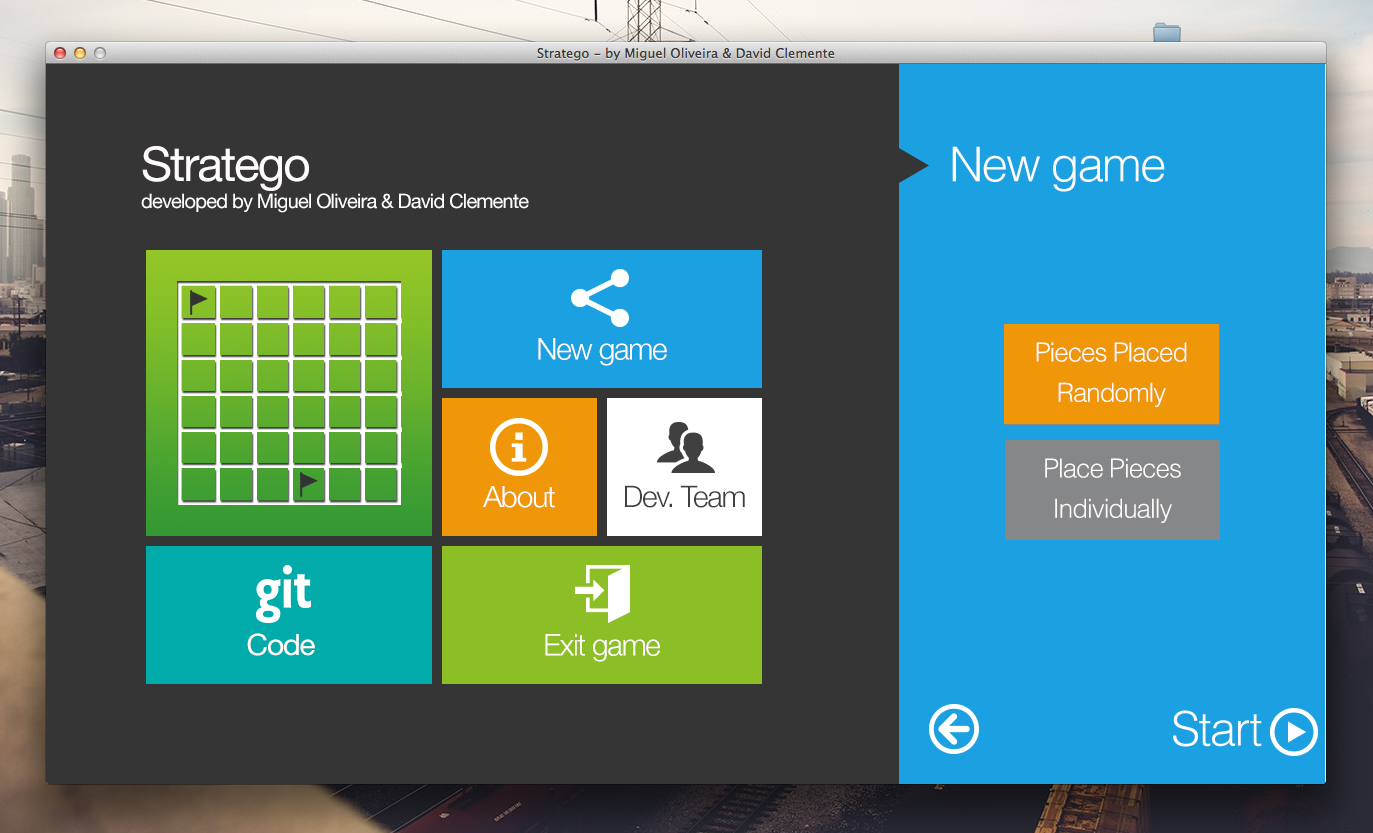 Stratego – by Miguel Oliveira & David Clemente
Stratego
developed by Miguel Oliveira & David Clemente
New game
About
Dev. Team
git
Code
Exit game
New game
Pieces Placed
Randomly
Place Pieces
Individually
Start